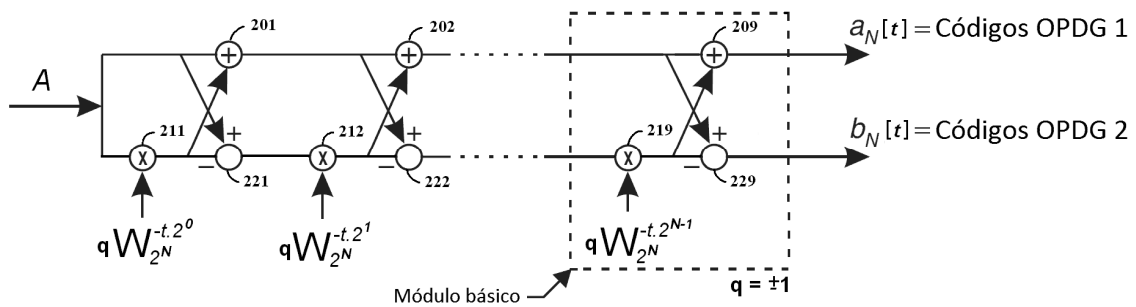 201
202
209
a_N[t] = Códigos OPDG 1
A
+
+
+
211
+
212
+
219
+
b_N[t] = Códigos OPDG 2
x
–
221
x
–
222
x
–
229
qW_{2^N}^{-t.2^0}
qW_{2^N}^{-t.2^1}
qW_{2^N}^{-t.2^{N-1}}
Módulo básico
q = ±1